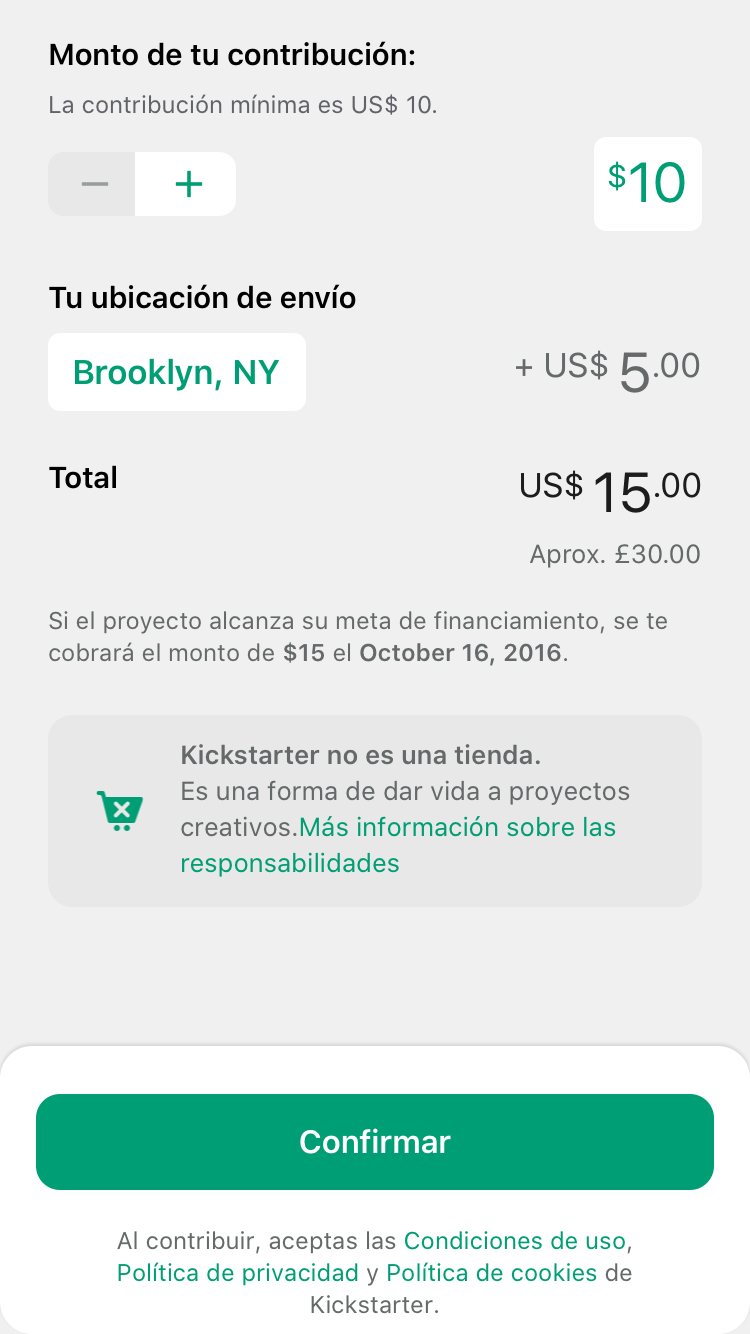 Monto de tu contribución:
La contribución mínima es US$ 10.
− +
$10
Tu ubicación de envío
Brooklyn, NY
+ US$ 5.00
Total
US$ 15.00
Aprox. £30.00
Si el proyecto alcanza su meta de financiamiento, se te
cobrará el monto de $15 el October 16, 2016.
Kickstarter no es una tienda.
Es una forma de dar vida a proyectos
creativos.Más información sobre las
responsabilidades
Confirmar
Al contribuir, aceptas las Condiciones de uso,
Política de privacidad y Política de cookies de
Kickstarter.